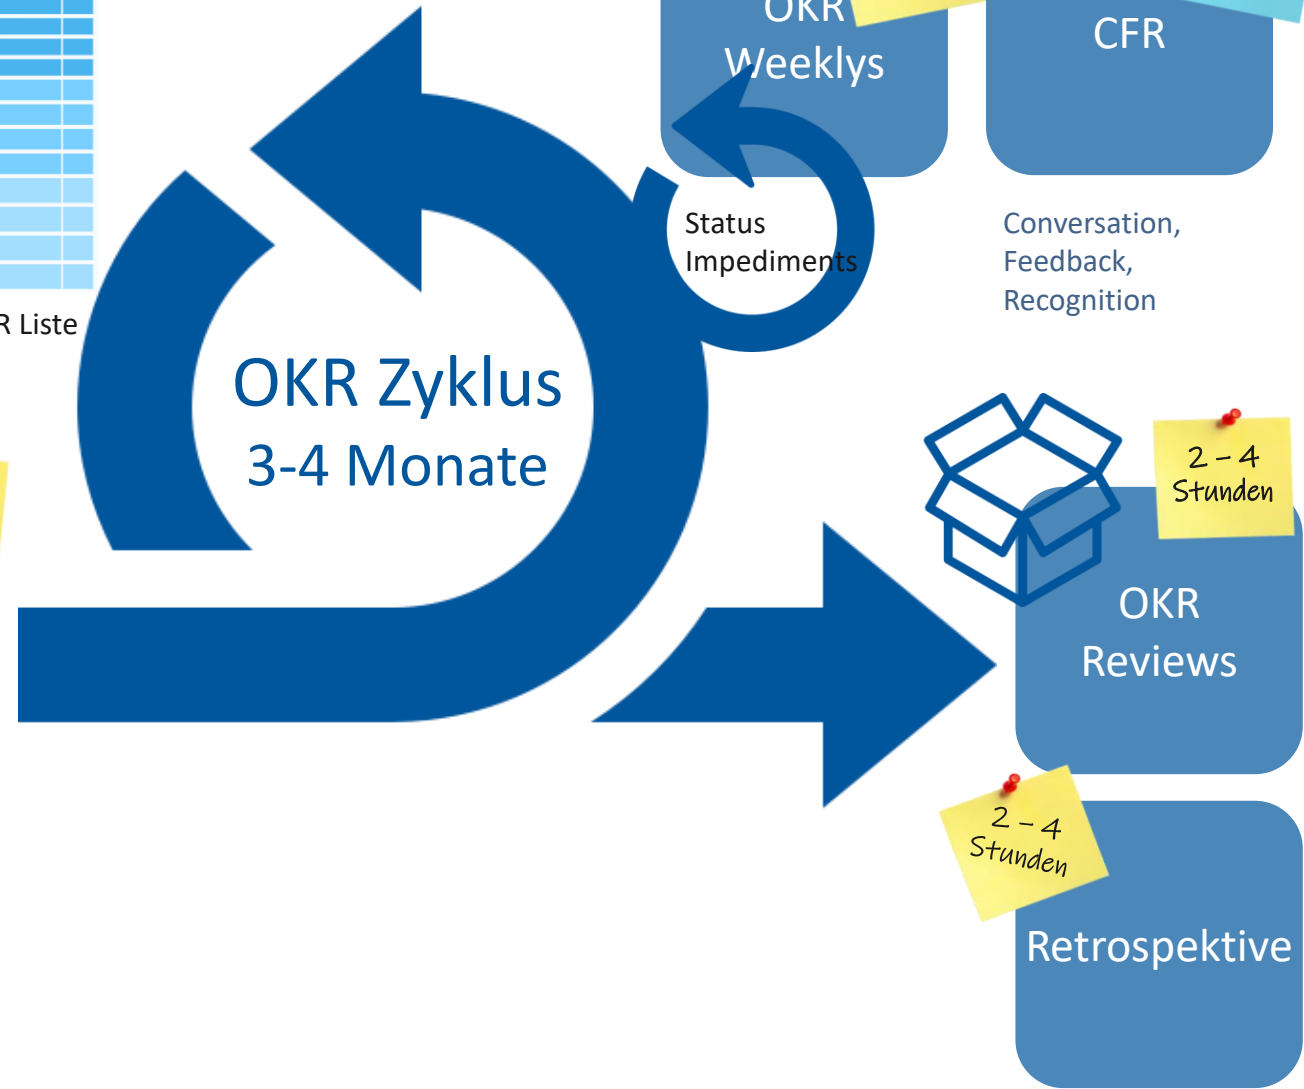 OKR
Weeklys
CFR
Status
Impediments
Conversation,
Feedback,
Recognition
R Liste
OKR Zyklus
3-4 Monate
2 – 4
Stunden
OKR
Reviews
2 – 4
Stunden
Retrospektive